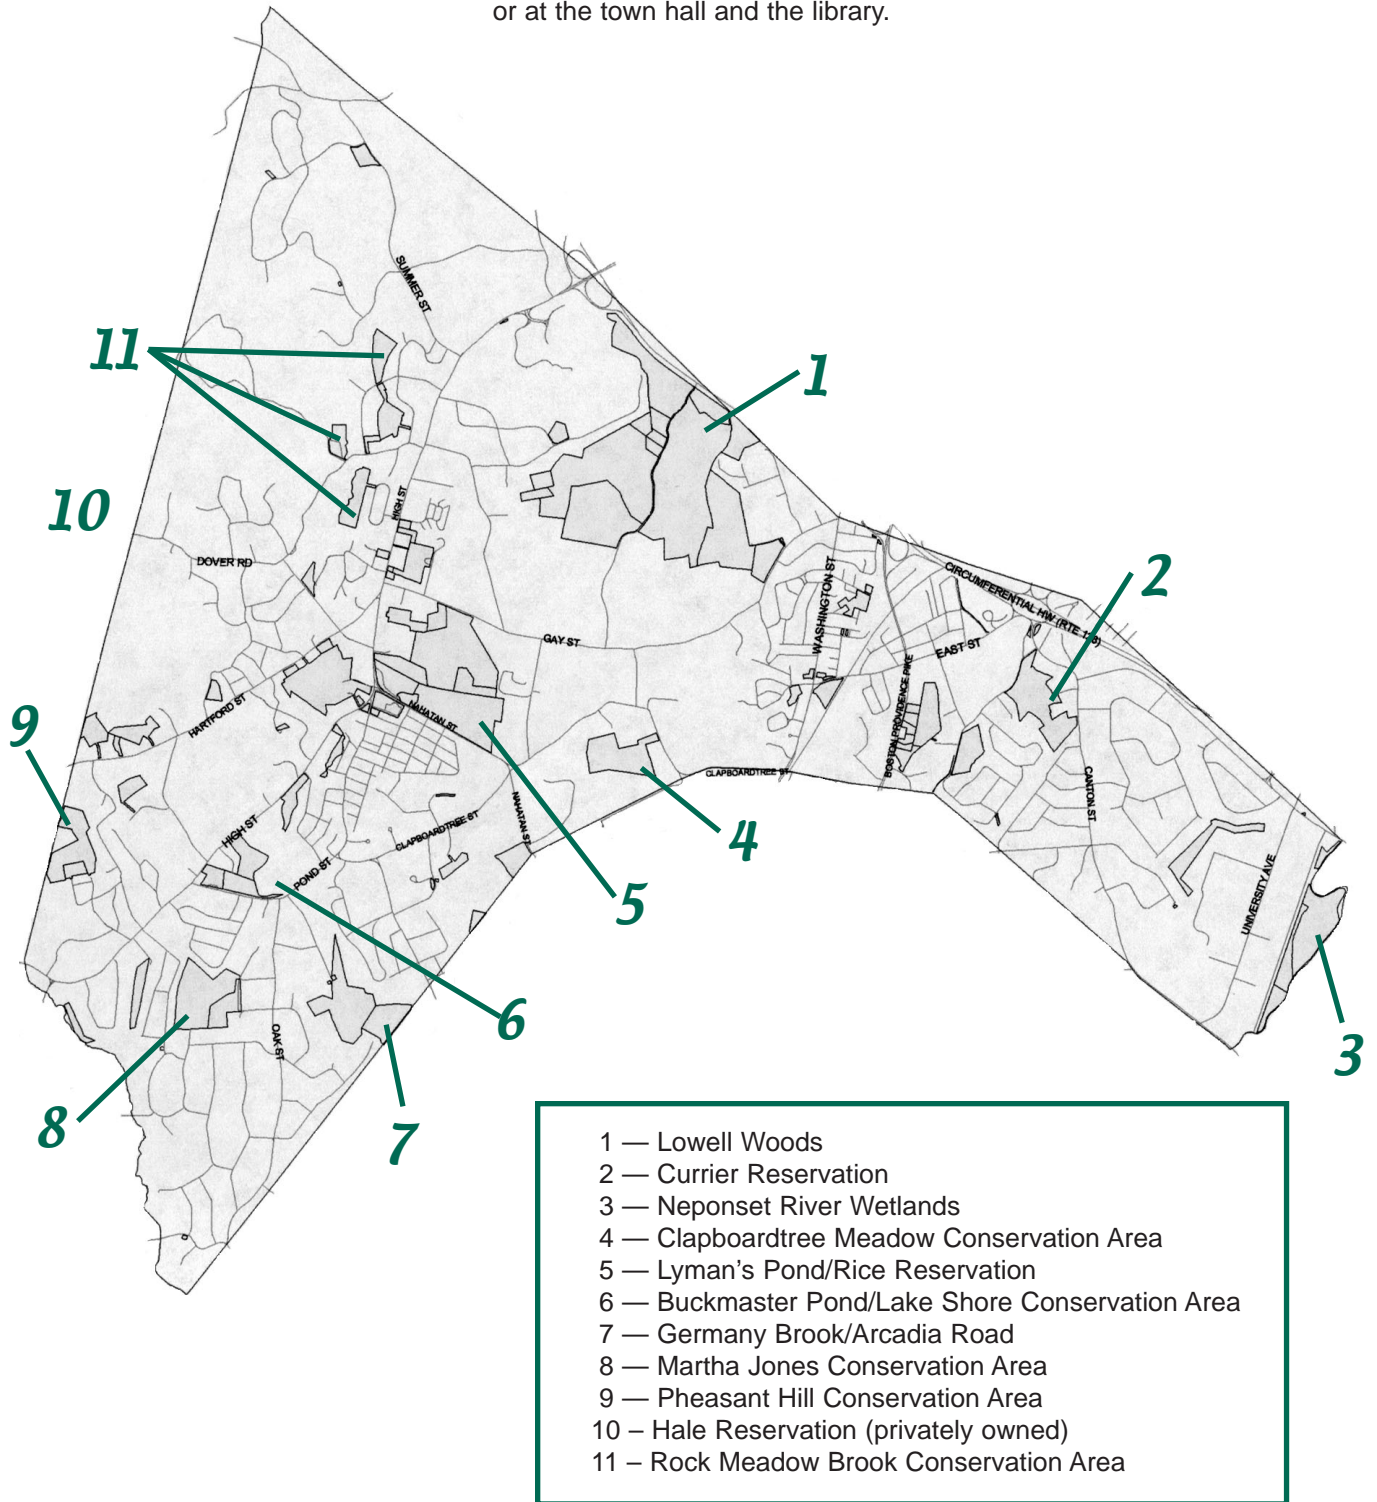 or at the town hall and the library.
SUMMER ST
11
1
10
HIGH ST
DOVER RD
WASHINGTON ST
CIRCUMFERENTIAL HW (RTE 128)
2
GAY ST
EAST ST
BOSTON PROVIDENCE PIKE
HARTFORD ST
NAHATAN ST
9
CLAPBOARDTREE ST
CANTON ST
NAHATAN ST
HIGH ST
CLAPBOARDTREE ST
4
POND ST
5
UNIVERSITY AVE
6
OAK ST
3
8
7
1 — Lowell Woods
2 — Currier Reservation
3 — Neponset River Wetlands
4 — Clapboardtree Meadow Conservation Area
5 — Lyman's Pond/Rice Reservation
6 — Buckmaster Pond/Lake Shore Conservation Area
7 — Germany Brook/Arcadia Road
8 — Martha Jones Conservation Area
9 — Pheasant Hill Conservation Area
10 – Hale Reservation (privately owned)
11 – Rock Meadow Brook Conservation Area